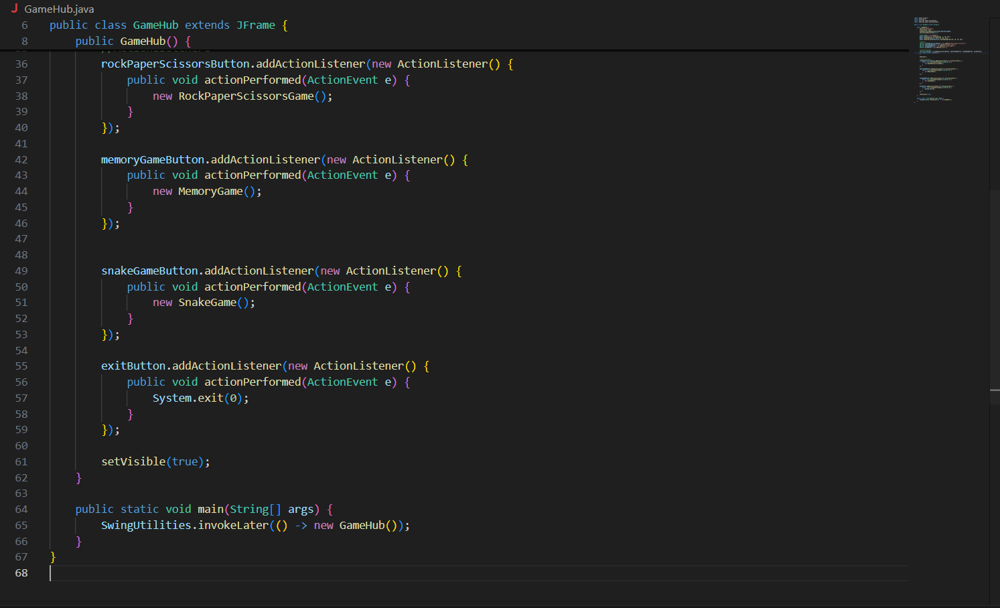 GameHub.java
6 public class GameHub extends JFrame {
8 public GameHub() {
36 rockPaperScissorsButton.addActionListener(new ActionListener() {
37 public void actionPerformed(ActionEvent e) {
38 new RockPaperScissorsGame();
39 }
40 });
41
42 memoryGameButton.addActionListener(new ActionListener() {
43 public void actionPerformed(ActionEvent e) {
44 new MemoryGame();
45 }
46 });
47
48
49 snakeGameButton.addActionListener(new ActionListener() {
50 public void actionPerformed(ActionEvent e) {
51 new SnakeGame();
52 }
53 });
54
55 exitButton.addActionListener(new ActionListener() {
56 public void actionPerformed(ActionEvent e) {
57 System.exit(0);
58 }
59 });
60
61 setVisible(true);
62 }
63
64 public static void main(String[] args) {
65 SwingUtilities.invokeLater(() -> new GameHub());
66 }
67 }
68